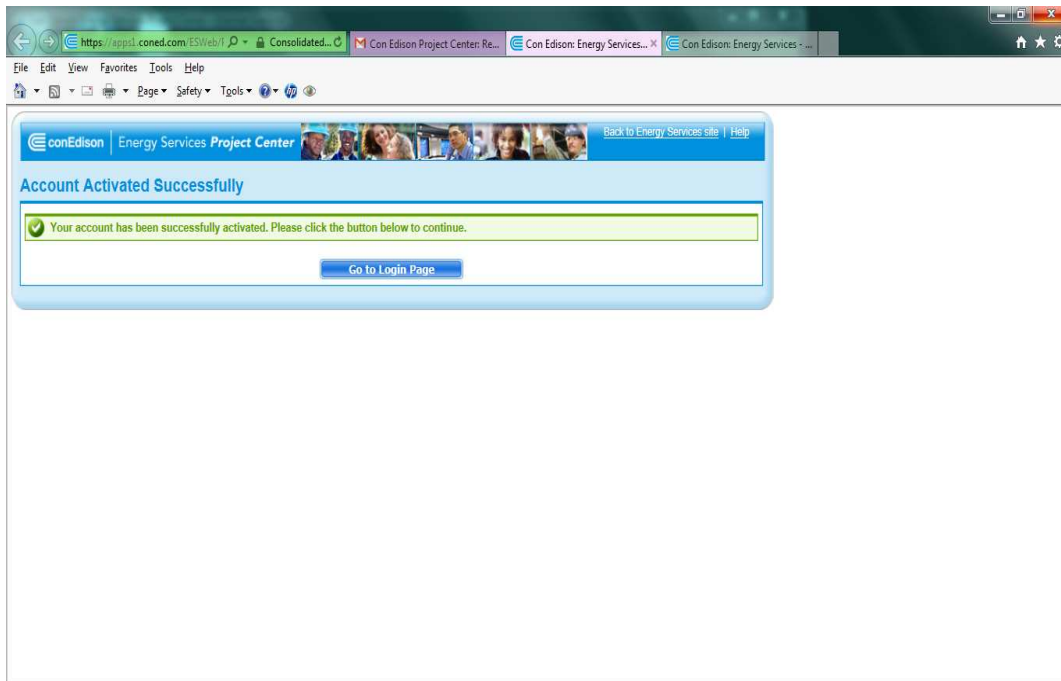 https://apps1.coned.com/ESWeb/ Consolidated... Con Edison Project Center: Re... Con Edison: Energy Services... Con Edison: Energy Services - ...
File Edit View Favorites Tools Help
Page Safety Tools
conEdison Energy Services Project Center Back to Energy Services site | Help
Account Activated Successfully
Your account has been successfully activated. Please click the button below to continue.
Go to Login Page